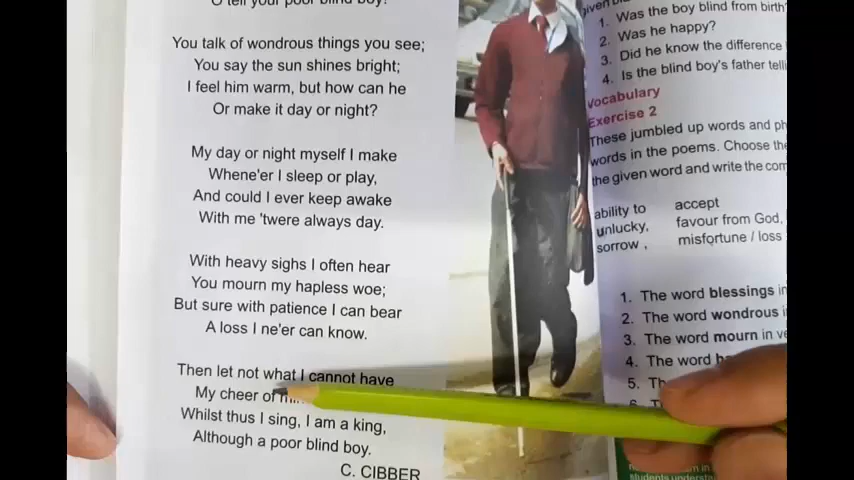 O tell your poor blind boy!
You talk of wondrous things you see;
You say the sun shines bright;
I feel him warm, but how can he
Or make it day or night?
My day or night myself I make
Whene'er I sleep or play,
And could I ever keep awake
With me 'twere always day.
With heavy sighs I often hear
You mourn my hapless woe;
But sure with patience I can bear
A loss I ne'er can know.
Then let not what I cannot have
My cheer of
Whilst thus I sing, I am a king,
Although a poor blind boy.
C. CIBBER
given
1. Was the boy blind from birth
2. Was he happy?
3. Did he know the difference
4. Is the blind boy's father
Vocabulary
Exercise 2
These jumbled up words and
words in the poems. Choose the
the given word and write the
ability to accept
unlucky, favour from God,
sorrow , misfortune / loss
1. The word blessings in
2. The word wondrous
3. The word mourn in
4. The word
5.
6.
students